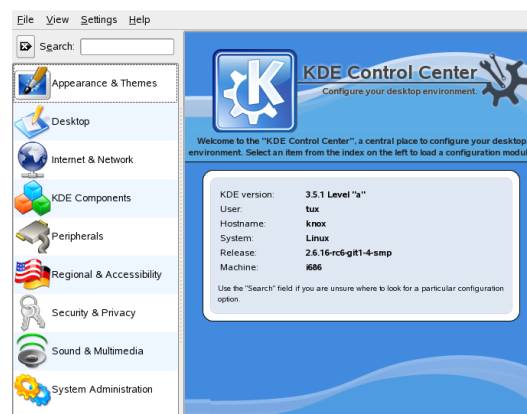 File View Settings Help
Search:
Appearance & Themes
Desktop
Internet & Network
KDE Components
Peripherals
Regional & Accessibility
Security & Privacy
Sound & Multimedia
System Administration
KDE Control Center
Configure your desktop environment.
Welcome to the "KDE Control Center", a central place to configure your desktop
environment. Select an item from the index on the left to load a configuration modul
KDE version: 3.5.1 Level "a"
User: tux
Hostname: knox
System: Linux
Release: 2.6.16-rc6-git1-4-smp
Machine: i686
Use the "Search" field if you are unsure where to look for a particular configuration
option.